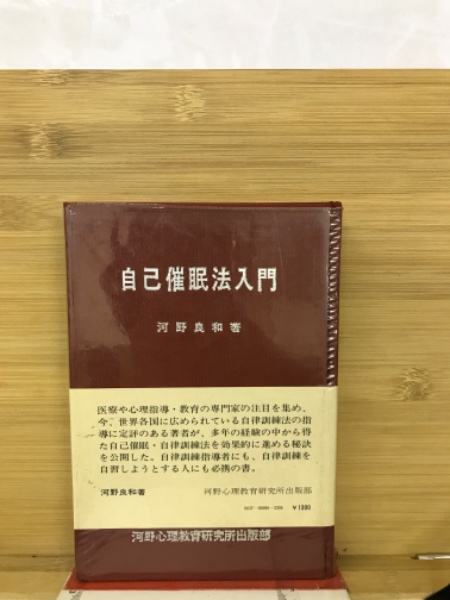 自己催眠法入門
河野良和著
医療や心理指導・教育の専門家の注目を集め、
今、世界各国に広められている自律訓練法の指
導に定評のある著者が、多年の経験の中から得
た自己催眠・自律訓練法を効果的に進める秘訣
を公開した。自律訓練指導者にも、自律訓練を
自習しようとする人にも必携の書。
河野良和著 河野心理教育研究所出版部
¥1200
河野心理教育研究所出版部